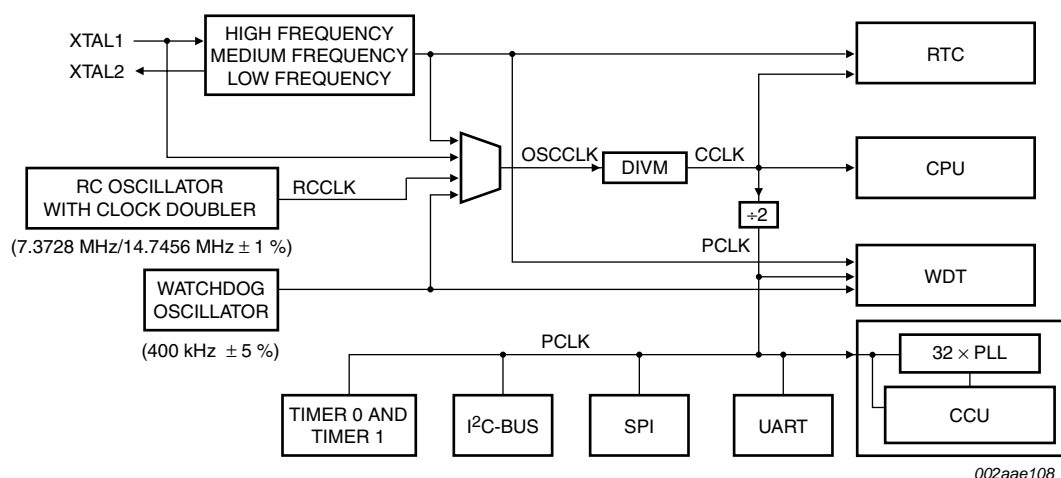 XTAL1
XTAL2
HIGH FREQUENCY
MEDIUM FREQUENCY
LOW FREQUENCY
RTC
OSCCLK
DIVM
CCLK
CPU
RC OSCILLATOR
WITH CLOCK DOUBLER
RCCLK
(7.3728 MHz/14.7456 MHz ± 1 %)
÷2
PCLK
WDT
WATCHDOG
OSCILLATOR
(400 kHz ± 5 %)
PCLK
32 × PLL
TIMER 0 AND
TIMER 1
I²C-BUS
SPI
UART
CCU
002aae108